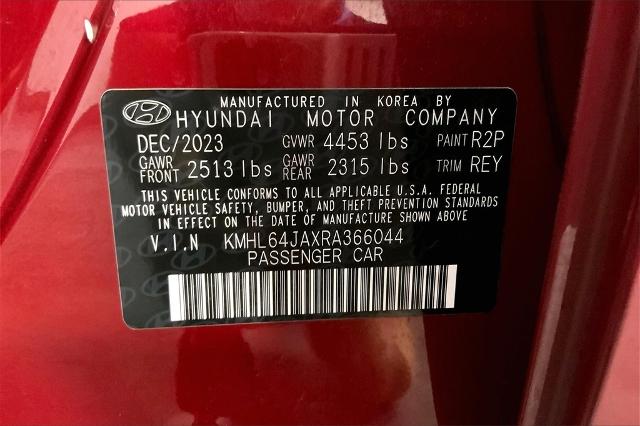 MANUFACTURED IN KOREA BY
HYUNDAI MOTOR COMPANY
DEC/2023 GVWR 4453 lbs PAINT R2P
GAWR FRONT 2513 lbs GAWR REAR 2315 lbs TRIM REY
THIS VEHICLE CONFORMS TO ALL APPLICABLE U.S.A. FEDERAL
MOTOR VEHICLE SAFETY, BUMPER, AND THEFT PREVENTION STANDARDS
IN EFFECT ON THE DATE OF MANUFACTURE SHOWN ABOVE
V.I.N KMHL64JAXRA366044
PASSENGER CAR